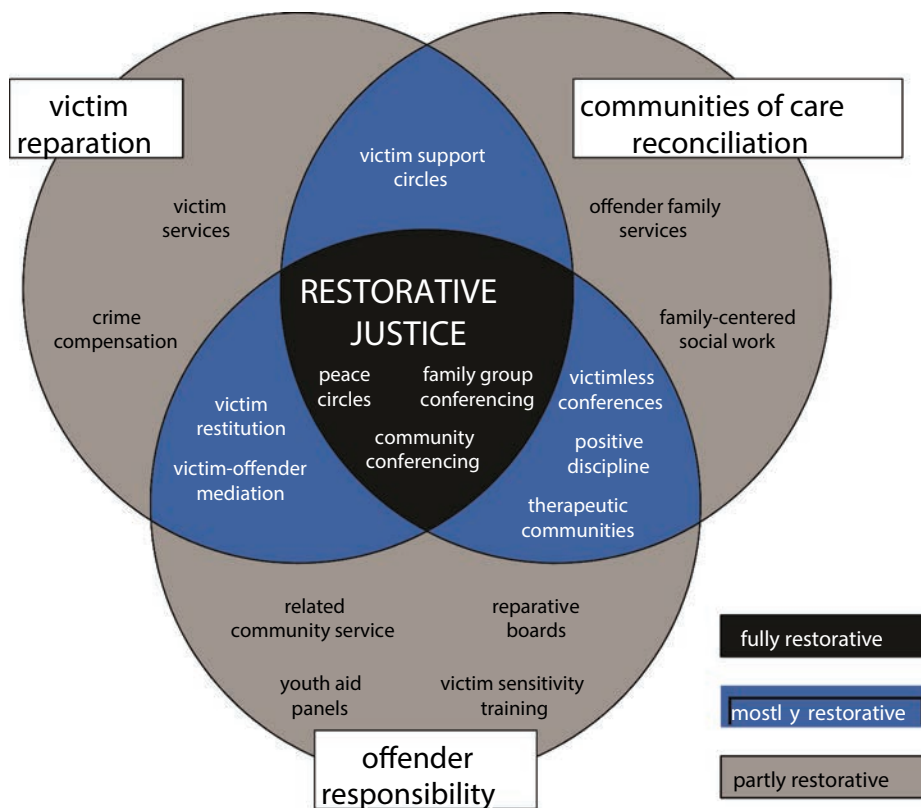 victim
reparation
communities of care
reconciliation
victim support
circles
victim
services
offender family
services
crime
compensation
family-centered
social work
RESTORATIVE
JUSTICE
peace
circles
family group
conferencing
community
conferencing
victim
restitution
victim-offender
mediation
victimless
conferences
positive
discipline
therapeutic
communities
related
community service
reparative
boards
youth aid
panels
victim sensitivity
training
offender
responsibility
fully restorative
mostl y restorative
partly restorative